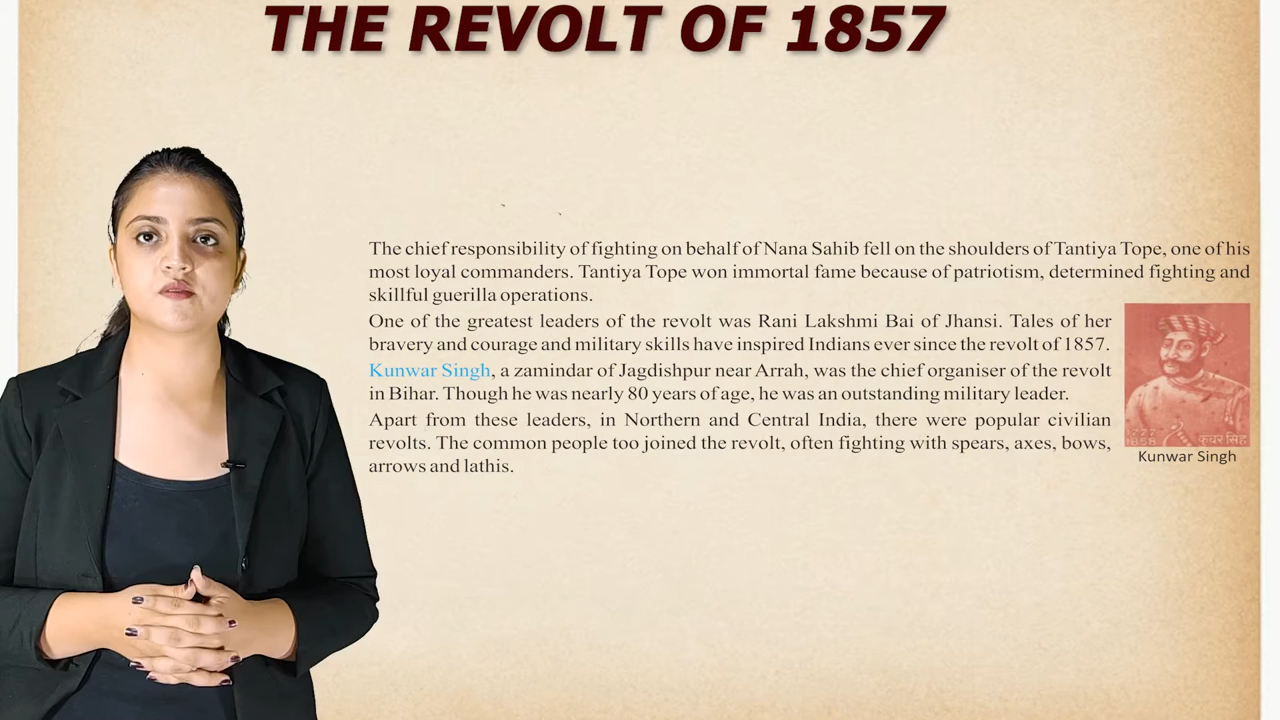 THE REVOLT OF 1857
The chief responsibility of fighting on behalf of Nana Sahib fell on the shoulders of Tantiya Tope, one of his
most loyal commanders. Tantiya Tope won immortal fame because of patriotism, determined fighting and
skillful guerilla operations.
One of the greatest leaders of the revolt was Rani Lakshmi Bai of Jhansi. Tales of her
bravery and courage and military skills have inspired Indians ever since the revolt of 1857.
Kunwar Singh, a zamindar of Jagdishpur near Arrah, was the chief organiser of the revolt
in Bihar. Though he was nearly 80 years of age, he was an outstanding military leader.
Apart from these leaders, in Northern and Central India, there were popular civilian
revolts. The common people too joined the revolt, often fighting with spears, axes, bows,
arrows and lathis.
1777
1858 कुंवर सिंह
Kunwar Singh